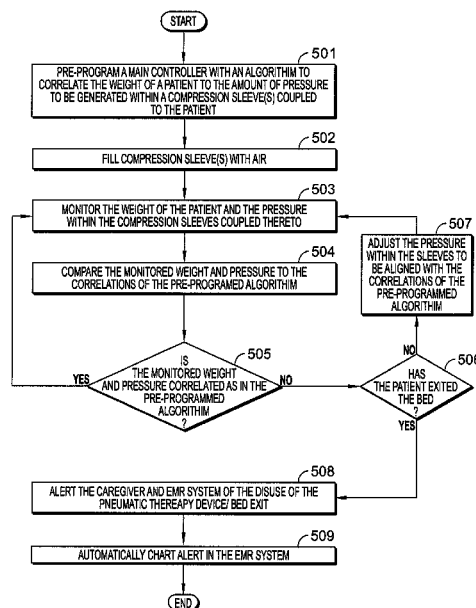 START
501
PRE-PROGRAM A MAIN CONTROLLER WITH AN ALGORITHIM TO
CORRELATE THE WEIGHT OF A PATIENT TO THE AMOUNT OF PRESSURE
TO BE GENERATED WITHIN A COMPRESSION SLEEVE(S) COUPLED
TO THE PATIENT
502
FILL COMPRESSION SLEEVE(S) WITH AIR
503
MONITOR THE WEIGHT OF THE PATIENT AND THE PRESSURE
WITHIN THE COMPRESSION SLEEVES COUPLED THERETO
504
COMPARE THE MONITORED WEIGHT AND PRESSURE TO THE
CORRELATIONS OF THE PRE-PROGRAMED ALGORITHIM
507
ADJUST THE PRESSURE
WITHIN THE SLEEVES TO
BE ALIGNED WITH THE
CORRELATIONS OF THE
PRE-PROGRAMMED
ALGORITHIM
505
IS
THE MONITORED WEIGHT
AND PRESSURE CORRELATED AS IN THE
PRE-PROGRAMMED
ALGORITHIM
?
YES
NO
506
HAS
THE PATIENT EXITED
THE BED
?
NO
YES
508
ALERT THE CAREGIVER AND EMR SYSTEM OF THE DISUSE OF THE
PNEUMATIC THEREAPY DEVICE/ BED EXIT
509
AUTOMATICALLY CHART ALERT IN THE EMR SYSTEM
END